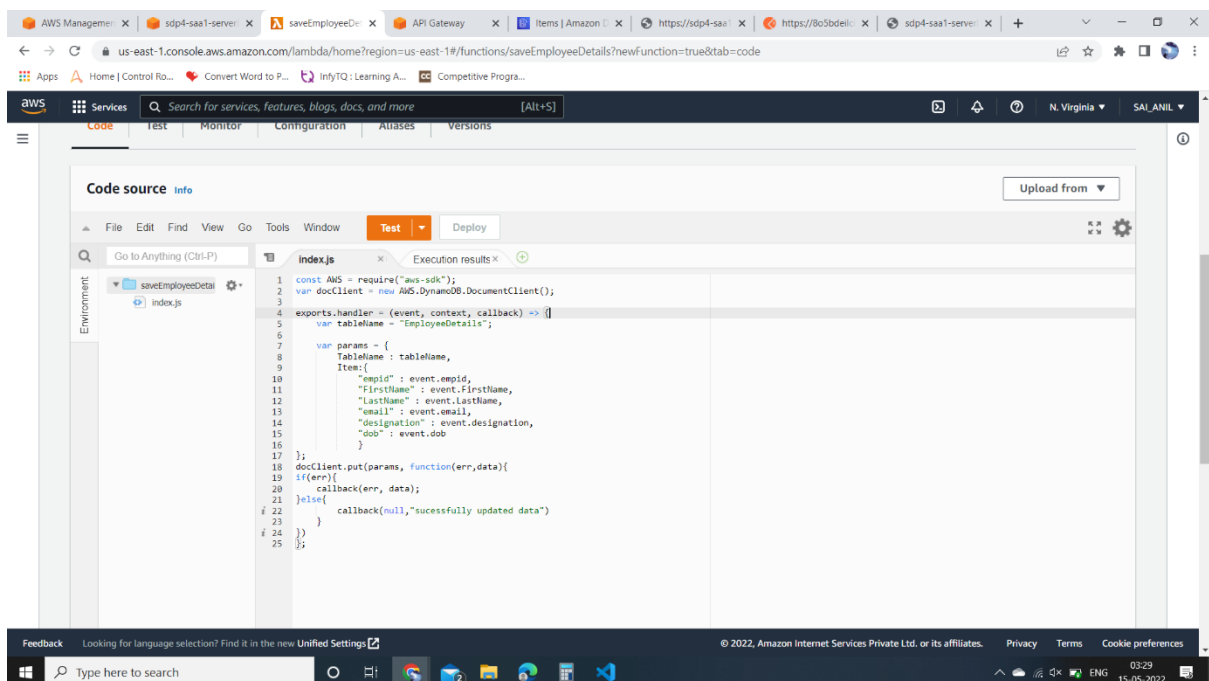 AWS Managemen
sdp4-saa1-server
saveEmployeeDe
API Gateway
Items | Amazon D
https://sdp4-saa1
https://8o5bdeilo
sdp4-saa1-server
us-east-1.console.aws.amazon.com/lambda/home?region=us-east-1#/functions/saveEmployeeDetails?newFunction=true&tab=code
Apps
Home | Control Ro...
Convert Word to P...
InfyTQ : Learning A...
CC
Competitive Progra...
aws
Services
Search for services, features, blogs, docs, and more
[Alt+S]
N. Virginia
SAI_ANIL
Code
Test
Monitor
Configuration
Aliases
Versions
Code source
Info
Upload from
File
Edit
Find
View
Go
Tools
Window
Test
Deploy
Go to Anything (Ctrl-P)
index.js
Execution results
Environment
saveEmployeeDetai
index.js
1 const AWS = require("aws-sdk");
2 var docClient = new AWS.DynamoDB.DocumentClient();
3
4 exports.handler = (event, context, callback) => {
5 var tableName = "EmployeeDetails";
6
7 var params = {
8 TableName : tableName,
9 Item:{
10 "empid" : event.empid,
11 "FirstName" : event.FirstName,
12 "LastName" : event.LastName,
13 "email" : event.email,
14 "designation" : event.designation,
15 "dob" : event.dob
16 }
17 };
18 docClient.put(params, function(err,data){
19 if(err){
20 callback(err, data);
21 }else{
i 22 callback(null,"sucessfully updated data")
23 }
i 24 })
25 };
Feedback
Looking for language selection? Find it in the new Unified Settings
© 2022, Amazon Internet Services Private Ltd. or its affiliates.
Privacy
Terms
Cookie preferences
Type here to search
2
ENG
03:29
15-05-2022